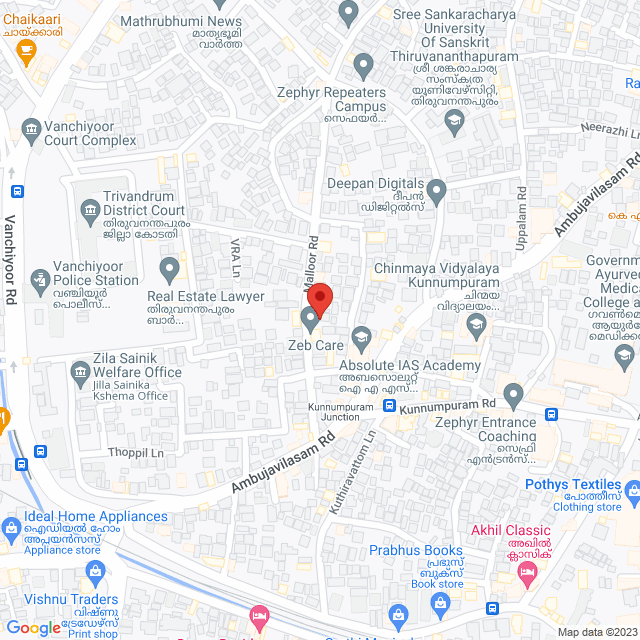 Mathrubhumi News
മാതൃഭൂമി
വാർത്ത
Chaikaari
ചായ്ക്കാരി
Sree Sankaracharya
University
Of Sanskrit
Thiruvananthapuram
ശ്രീ ശങ്കരാചാര്യ
സംസ്കൃത
യൂണിവേഴ്സിറ്റി,
തിരുവനന്തപുരം
Ra
Zephyr Repeaters
Campus
സെഫയർ...
Vanchiyoor
Court Complex
Neerazhi Ln
Deepan Digitals
ദീപൻ
ഡിജിറ്റൽസ്
Trivandrum
District Court
തിരുവനന്തപുരം
ജില്ലാ കോടതി
Ambujavilasam Rd
Uppalam Rd
കെ എ
Vanchiyoor Rd
VRA Ln
Malloor Rd
Vanchiyoor
Police Station
വഞ്ചിയൂർ
പൊലീസ്...
Real Estate Lawyer
തിരുവനന്തപുരം
ബാർ...
Chinmaya Vidyalaya
Kunnumpuram
ചിന്മയ
വിദ്യാലയം...
Governm
Ayurved
Medica
College a
ഗവൺമെ
ആയുർവേ
മെഡിക്ക
Zeb Care
Zila Sainik
Welfare Office
Jilla Sainika
Kshema Office
Absolute IAS Academy
അബസൊലൂട്ട്
ഐ എ എസ്...
Kunnumpuram
Junction
Kunnumpuram Rd
Zephyr Entrance
Coaching
സെഫ്രി
എൻട്രൻസ്...
Thoppil Ln
Ambujavilasam Rd
Kuthiravattom Ln
Pothys Textiles
പോത്തീസ്
Clothing store
Ideal Home Appliances
ഐഡിയൽ ഹോം
അപ്ലയൻസസ്
Appliance store
Akhil Classic
അഖിൽ
ക്ലാസിക്
Prabhus Books
പ്രഭുസ്
ബുക്സ്
Book store
Vishnu Traders
വിഷ്ണു
ട്രേഡേഴ്സ്
Print shop
Google
Map data ©2023